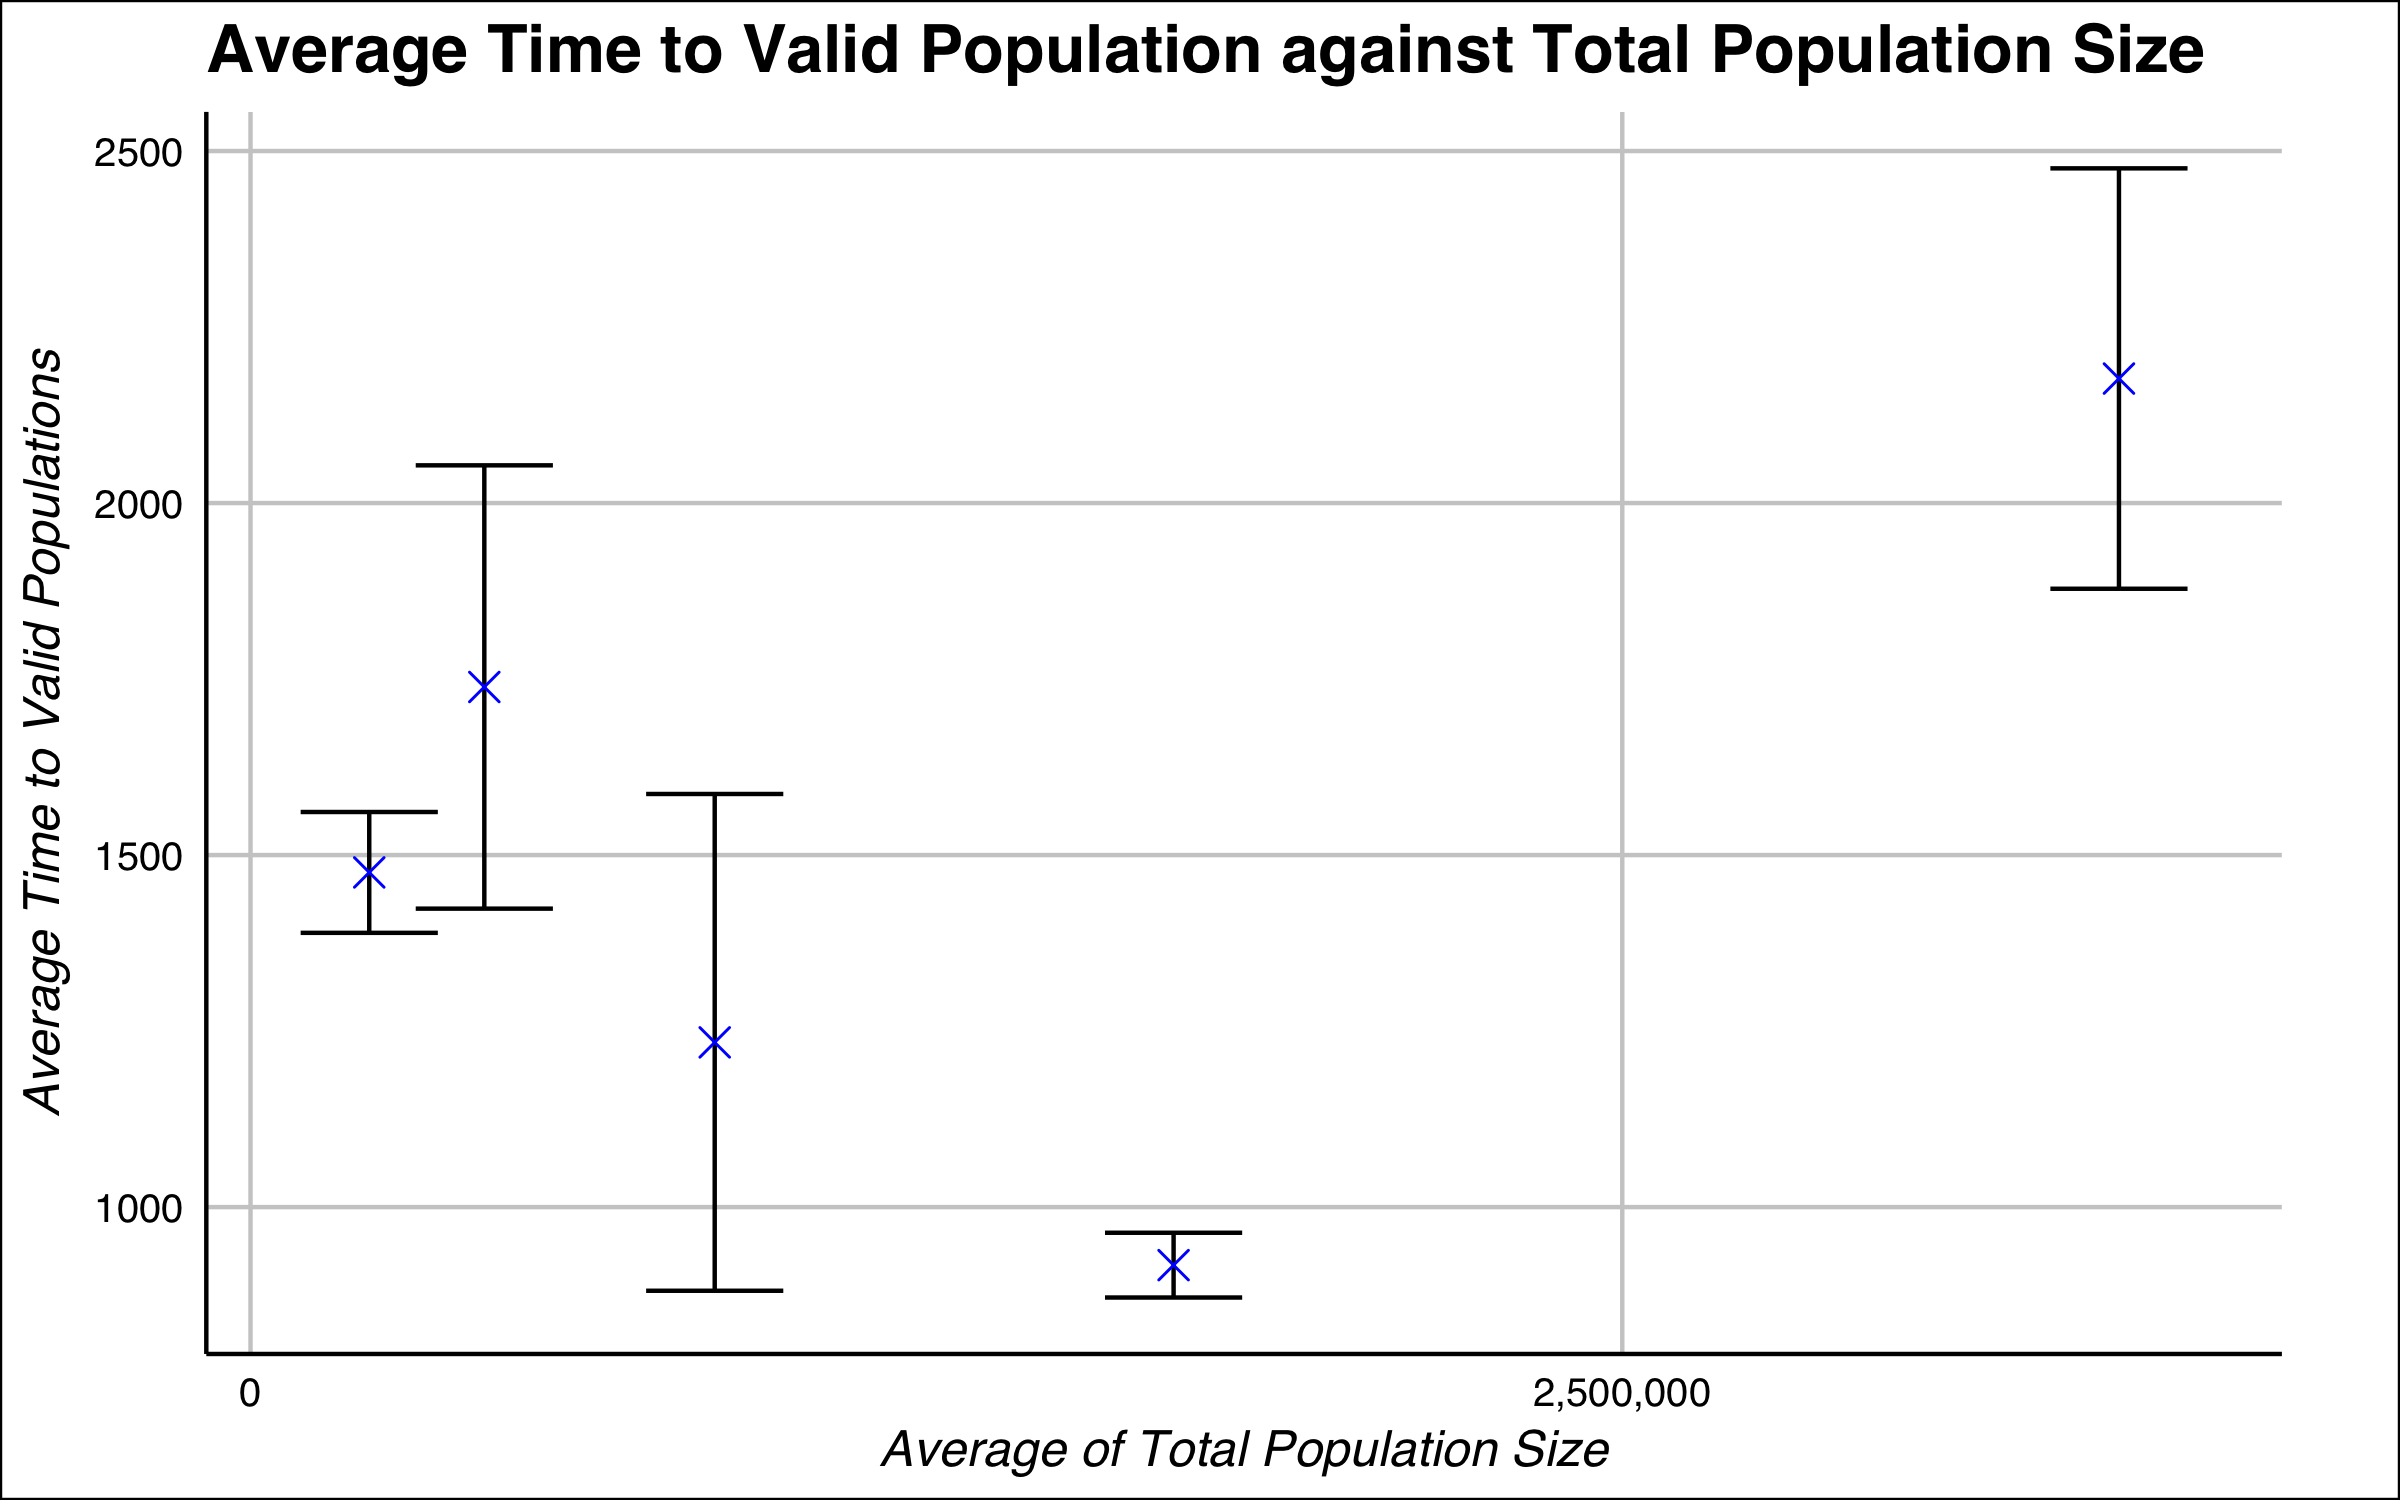 Average Time to Valid Population against Total Population Size
2500
2000
1500
1000
Average Time to Valid Populations
0
2,500,000
Average of Total Population Size